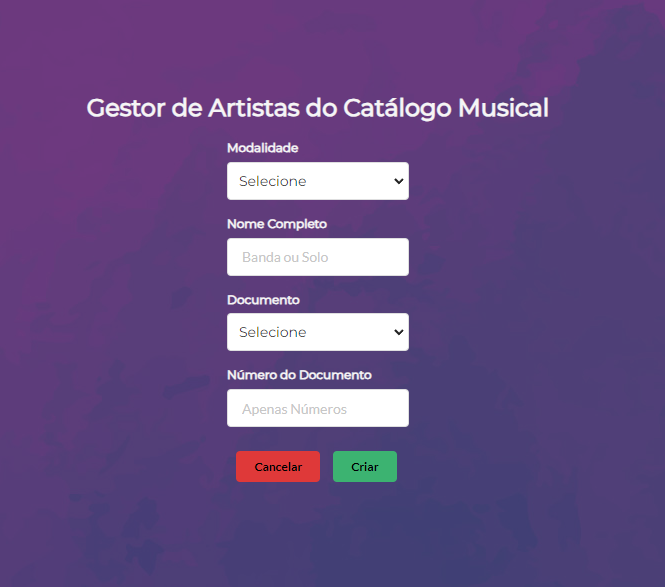 Gestor de Artistas do Catálogo Musical
Modalidade
Selecione
Nome Completo
Banda ou Solo
Documento
Selecione
Número do Documento
Apenas Números
Cancelar Criar